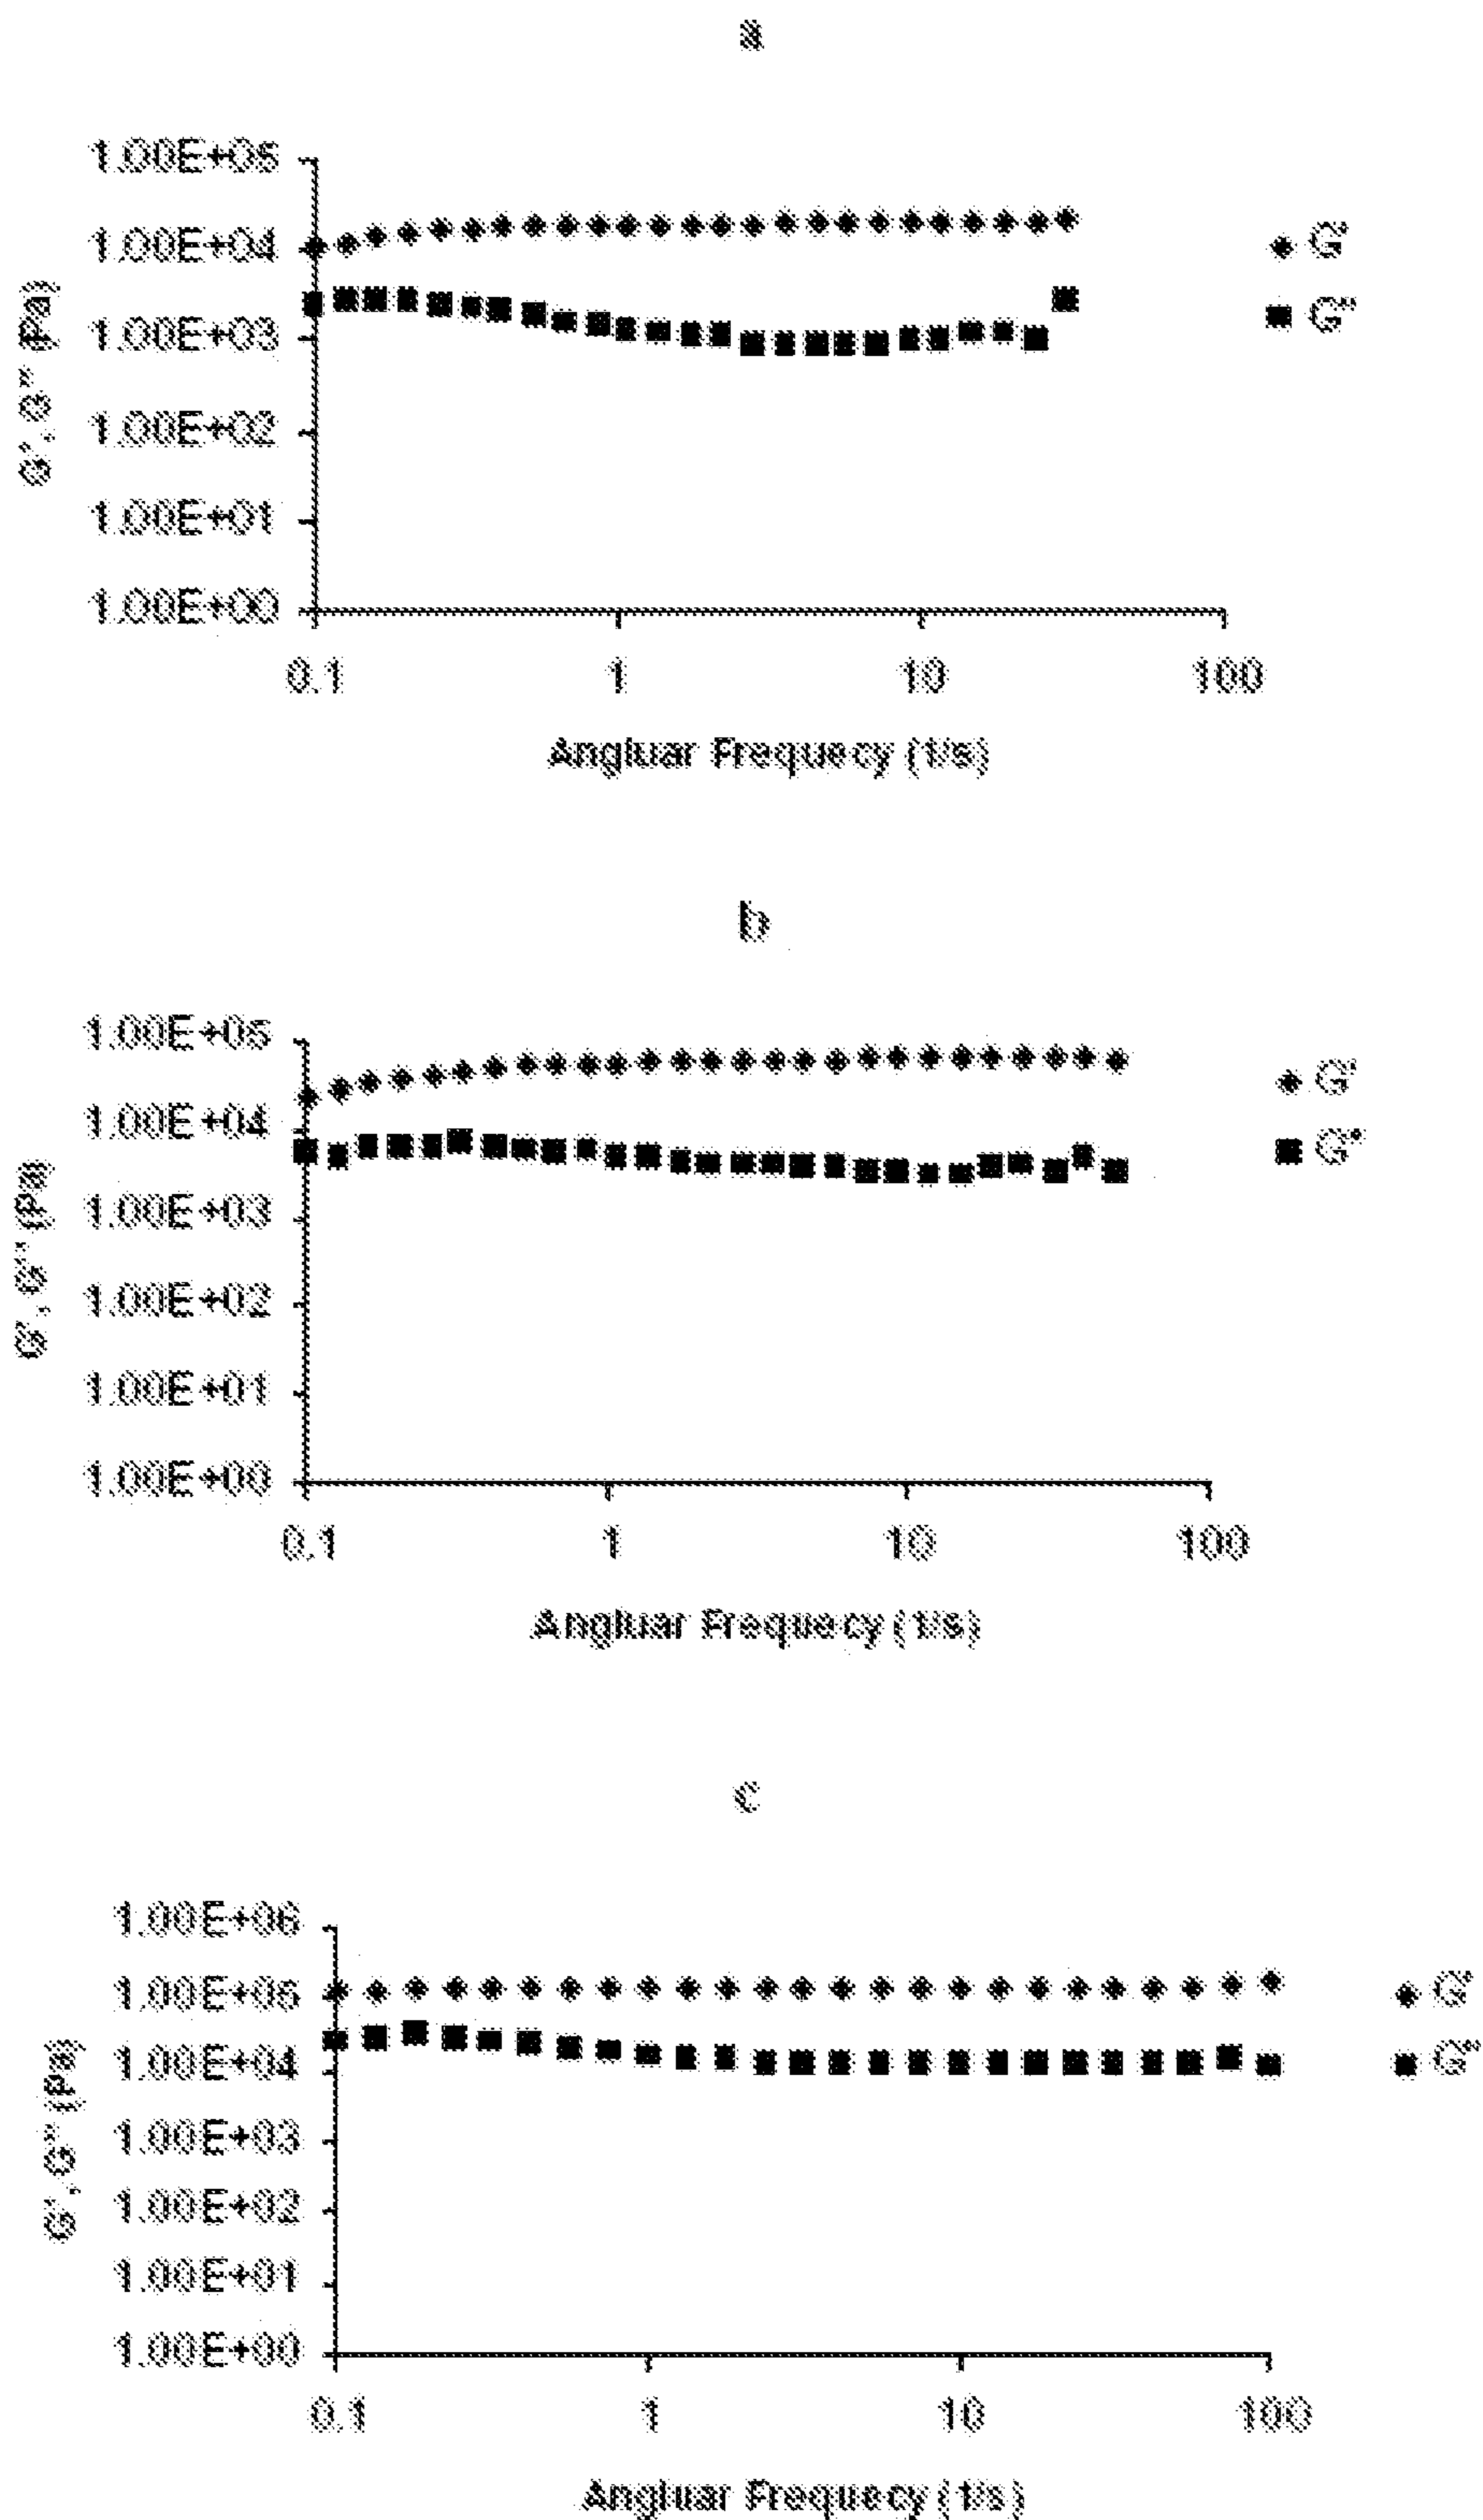 a
1.00E+05
1.00E+04
1.00E+03
1.00E+02
1.00E+01
1.00E+00
G', G'' (Pa)
0.1 1 10 100
Angluar Frequecy (1/s)
G'
G"
b
1.00E+05
1.00E+04
1.00E+03
1.00E+02
1.00E+01
1.00E+00
G', G'' (Pa)
0.1 1 10 100
Angluar Frequecy (1/s)
G'
G"
c
1.00E+06
1.00E+05
1.00E+04
1.00E+03
1.00E+02
1.00E+01
1.00E+00
G', G'' (Pa)
0.1 1 10 100
Angluar Frequecy (1/s)
G'
G"